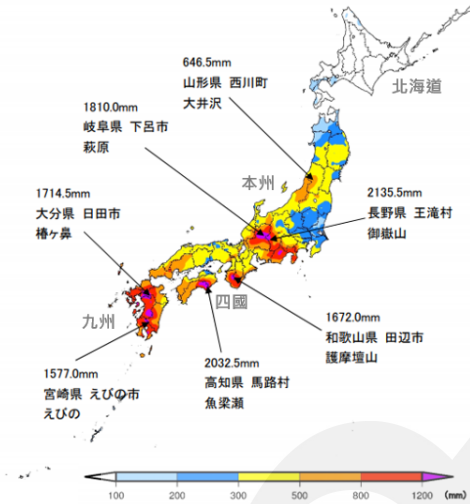 646.5mm
山形県 西川町
大井沢
北海道
1810.0mm
岐阜県 下呂市
萩原
本州
1714.5mm
大分県 日田市
椿ヶ鼻
2135.5mm
長野県 王滝村
御嶽山
四國
九州
1672.0mm
和歌山県 田辺市
護摩壇山
1577.0mm
宮崎県 えびの市
えびの
2032.5mm
高知県 馬路村
魚梁瀬
100 200 300 500 800 1200 (mm)